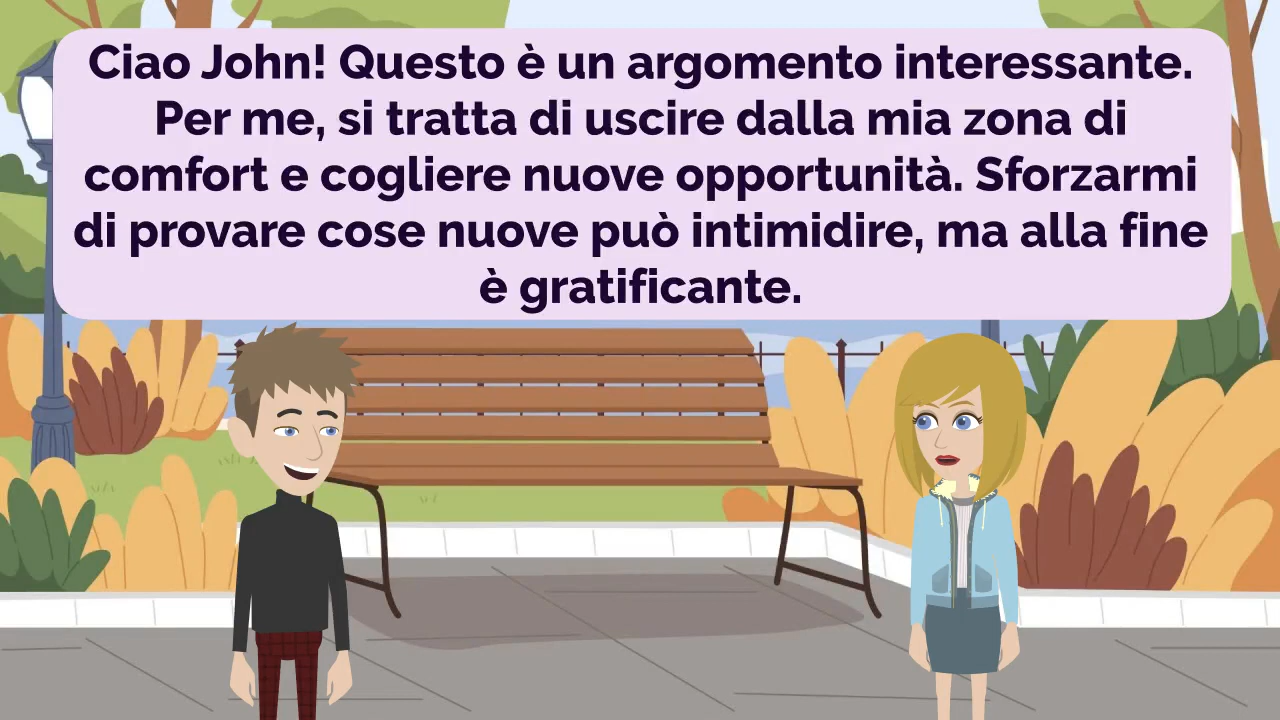 Ciao John! Questo è un argomento interessante.
Per me, si tratta di uscire dalla mia zona di
comfort e cogliere nuove opportunità. Sforzarmi
di provare cose nuove può intimidire, ma alla fine
è gratificante.